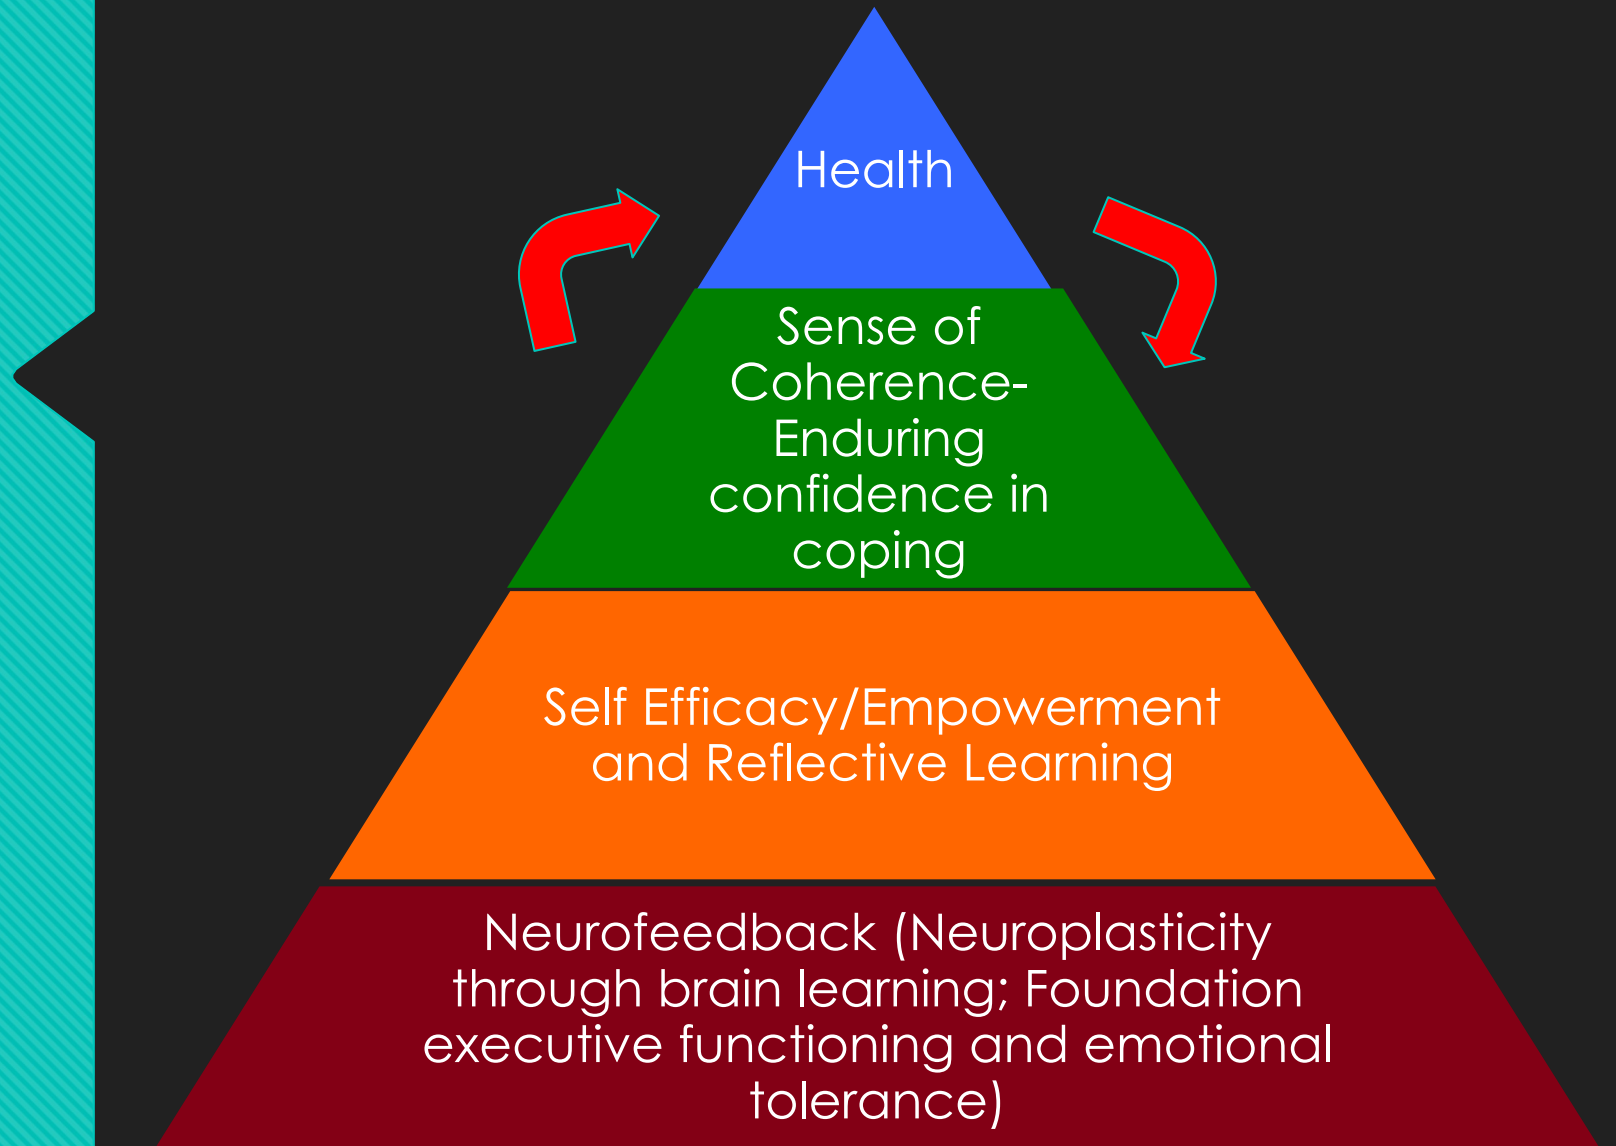 Health
Sense of
Coherence-
Enduring
confidence in
coping
Self Efficacy/Empowerment
and Reflective Learning
Neurofeedback (Neuroplasticity
through brain learning; Foundation
executive functioning and emotional
tolerance)